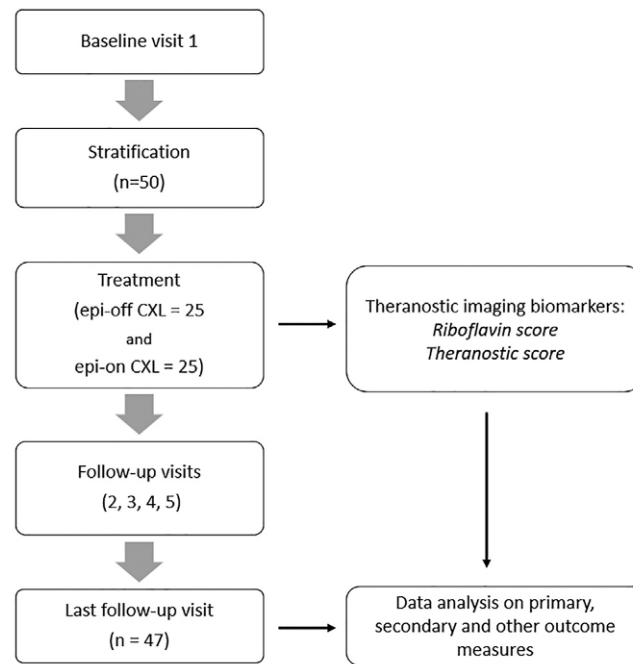 Baseline visit 1
Stratification
(n=50)
Treatment
(epi-off CXL = 25
and
epi-on CXL = 25)
Theranostic imaging biomarkers:
Riboflavin score
Theranostic score
Follow-up visits
(2, 3, 4, 5)
Last follow-up visit
(n = 47)
Data analysis on primary,
secondary and other outcome
measures